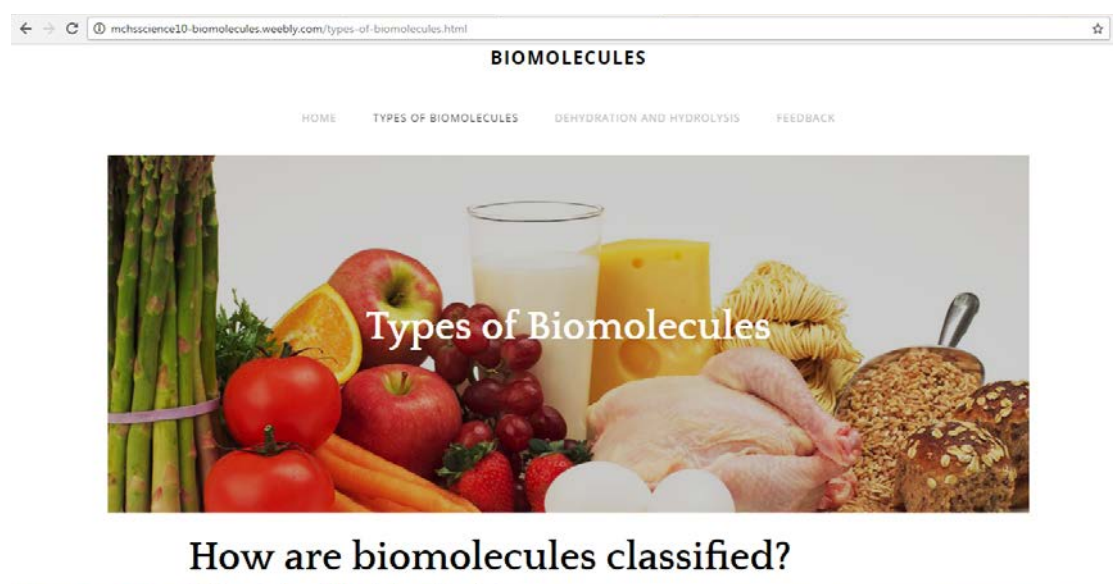 mchsscience10-biomolecules.weebly.com/types-of-biomolecules.html
BIOMOLECULES
HOME TYPES OF BIOMOLECULES DEHYDRATION AND HYDROLYSIS FEEDBACK
Types of Biomolecules
How are biomolecules classified?